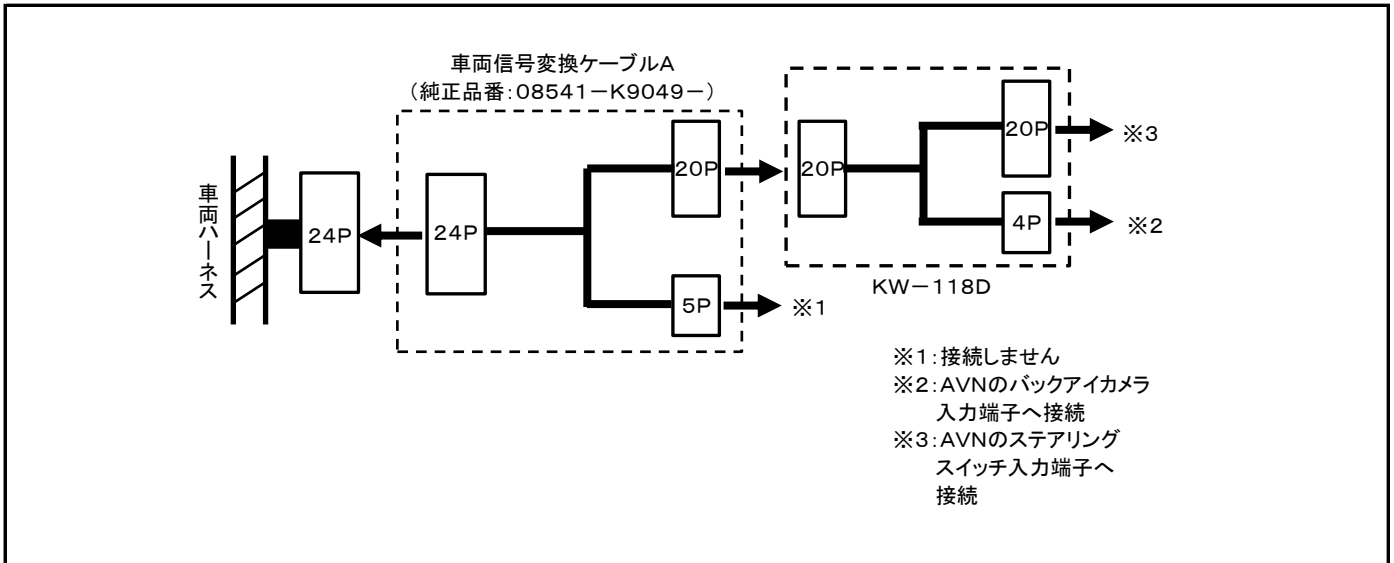 車両信号変換ケーブルA
(純正品番:08541-K9049-)
車両ハーネス
24P
24P
20P
5P
※1
20P
20P
4P
※3
※2
KW-118D
※1:接続しません
※2:AVNのバックアイカメラ
入力端子へ接続
※3:AVNのステアリング
スイッチ入力端子へ
接続